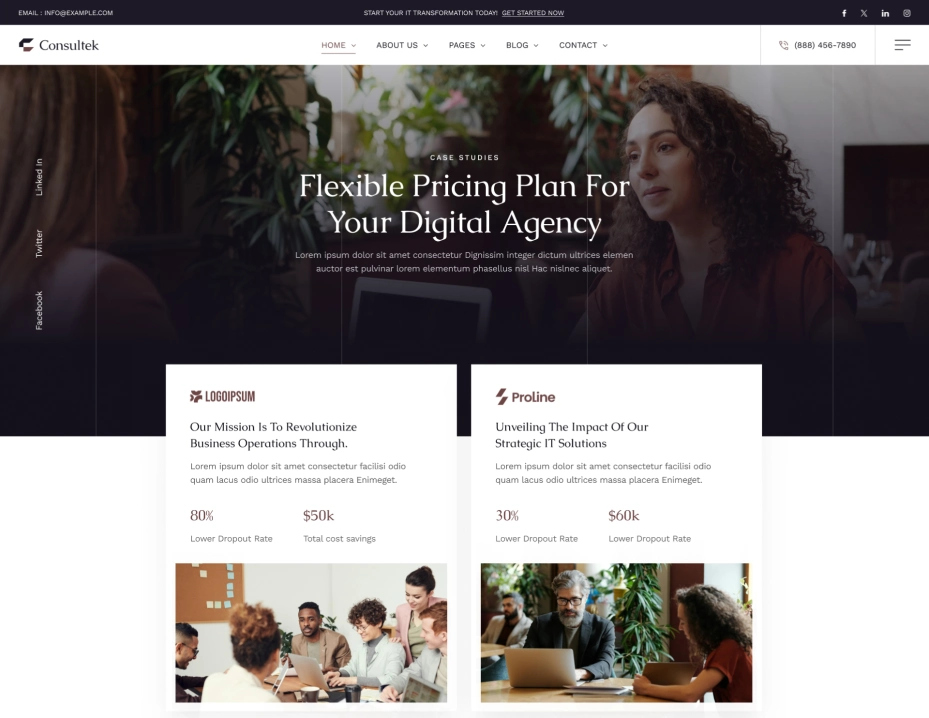 EMAIL : INFO@EXAMPLE.COM
START YOUR IT TRANSFORMATION TODAY! GET STARTED NOW
Consultek
HOME
ABOUT US
PAGES
BLOG
CONTACT
(888) 456-7890
Linked In
Twitter
Facebook
CASE STUDIES
Flexible Pricing Plan For
Your Digital Agency
Lorem ipsum dolor sit amet consectetur Dignissim integer dictum ultrices elemen
auctor est pulvinar lorem elementum phasellus nisl Hac nislnec aliquet.
LOGOIPSUM
Our Mission Is To Revolutionize
Business Operations Through.
Lorem ipsum dolor sit amet consectetur facilisi odio
quam lacus odio ultrices massa placera Enimeget.
80%
Lower Dropout Rate
$50k
Total cost savings
ProLine
Unveiling The Impact Of Our
Strategic IT Solutions
Lorem ipsum dolor sit amet consectetur facilisi odio
quam lacus odio ultrices massa placera Enimeget.
30%
Lower Dropout Rate
$60k
Lower Dropout Rate